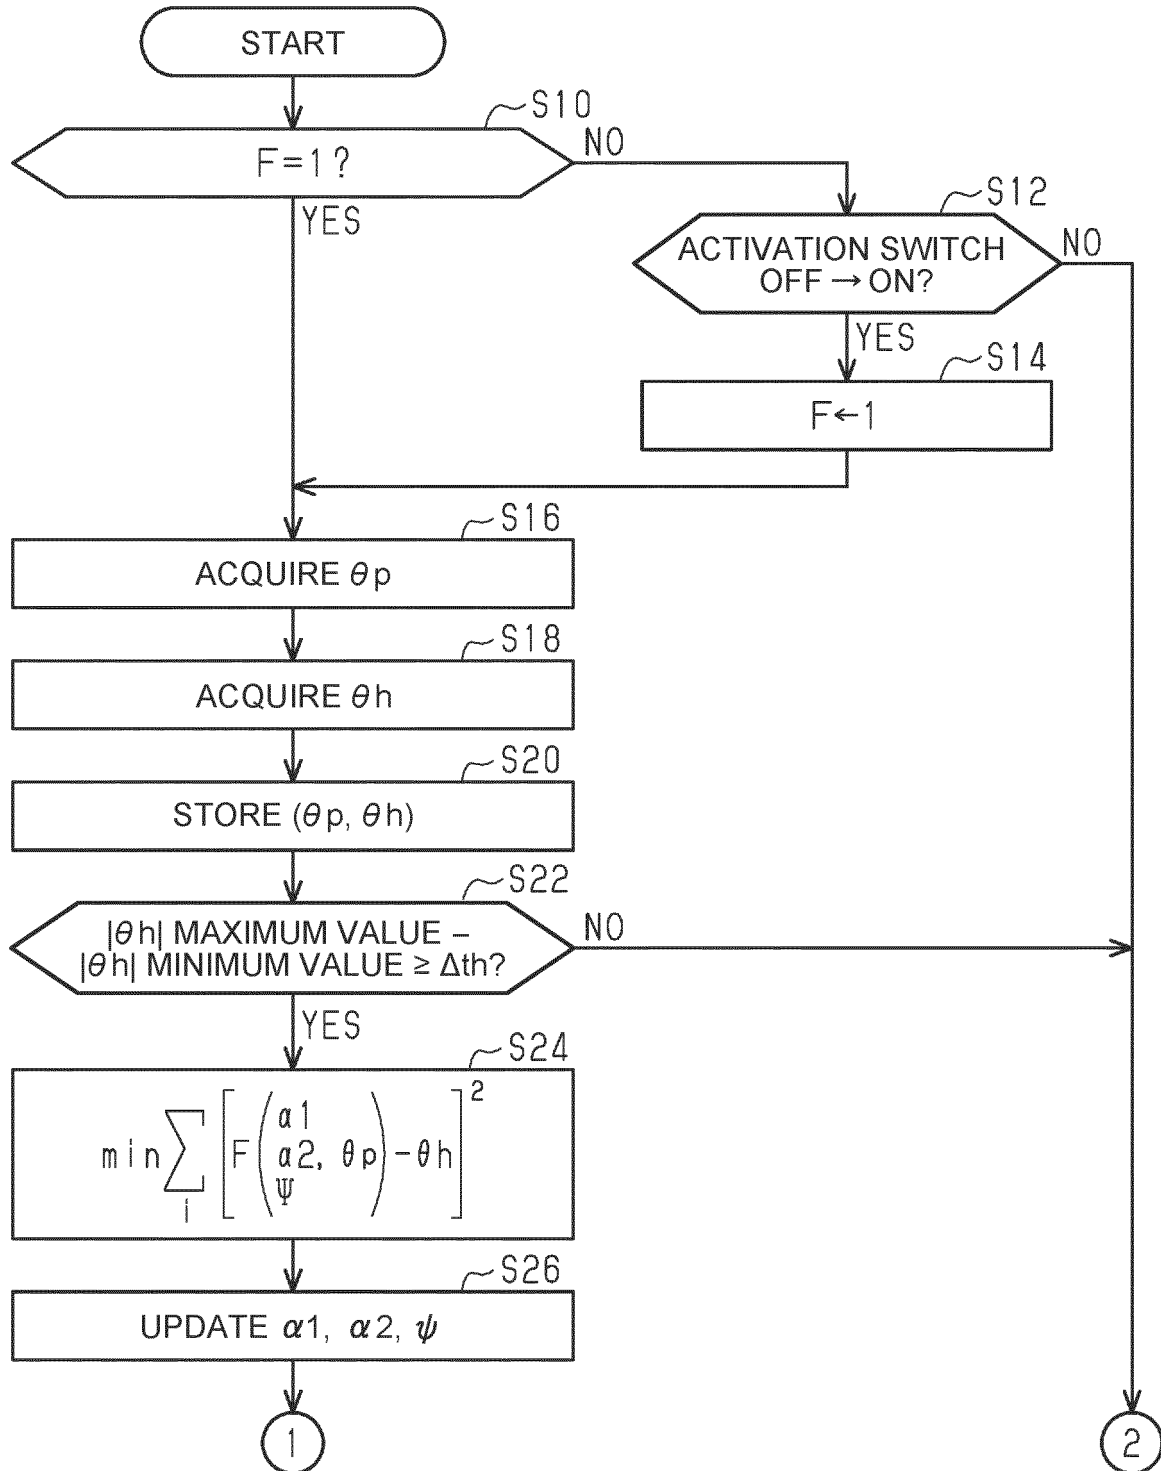 START
S10
F=1?
NO
YES
S12
ACTIVATION SWITCH
OFF→ON?
NO
YES
S14
F←1
S16
ACQUIRE θp
S18
ACQUIRE θh
S20
STORE (θp, θh)
S22
|θh| MAXIMUM VALUE –
|θh| MINIMUM VALUE ≥ Δth?
NO
YES
S24
min∑i[F(α1 α2, Ψ θp)-θh]2
S26
UPDATE α1, α2, ψ
1
2